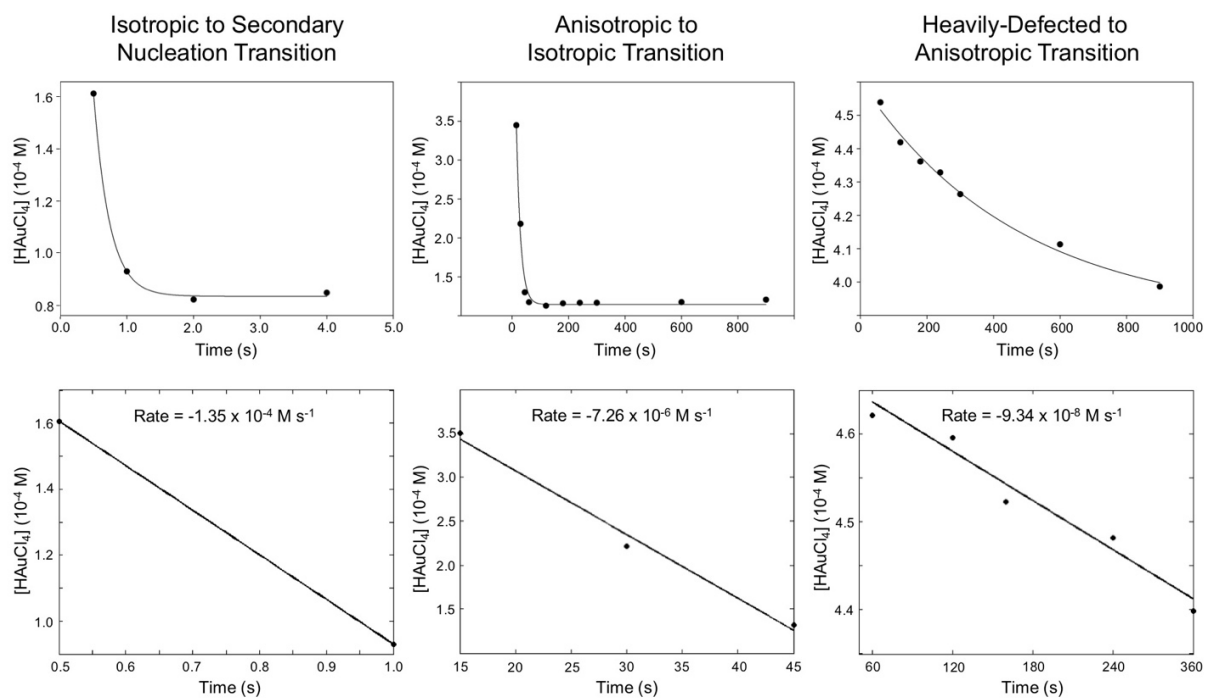 Isotropic to Secondary
Nucleation Transition
Anisotropic to
Isotropic Transition
Heavily-Defected to
Anisotropic Transition
[HAuCl4] (10-4 M)
1.6
1.4
1.2
1.0
0.8
0.0 1.0 2.0 3.0 4.0 5.0
Time (s)
[HAuCl4] (10-4 M)
3.5
3.0
2.5
2.0
1.5
0 200 400 600 800
Time (s)
[HAuCl4] (10-4 M)
4.5
4.4
4.3
4.2
4.1
4.0
0 200 400 600 800 1000
Time (s)
Rate = -1.35 x 10-4 M s-1
[HAuCl4] (10-4 M)
1.6
1.4
1.2
1.0
0.9
0.5 0.6 0.7 0.8 0.9 1.0
Time (s)
Rate = -7.26 x 10-6 M s-1
[HAuCl4] (10-4 M)
3.5
3.0
2.5
2.0
1.5
15 20 25 30 35 40 45
Time (s)
Rate = -9.34 x 10-8 M s-1
[HAuCl4] (10-4 M)
4.6
4.5
4.4
60 120 180 240 360
Time (s)